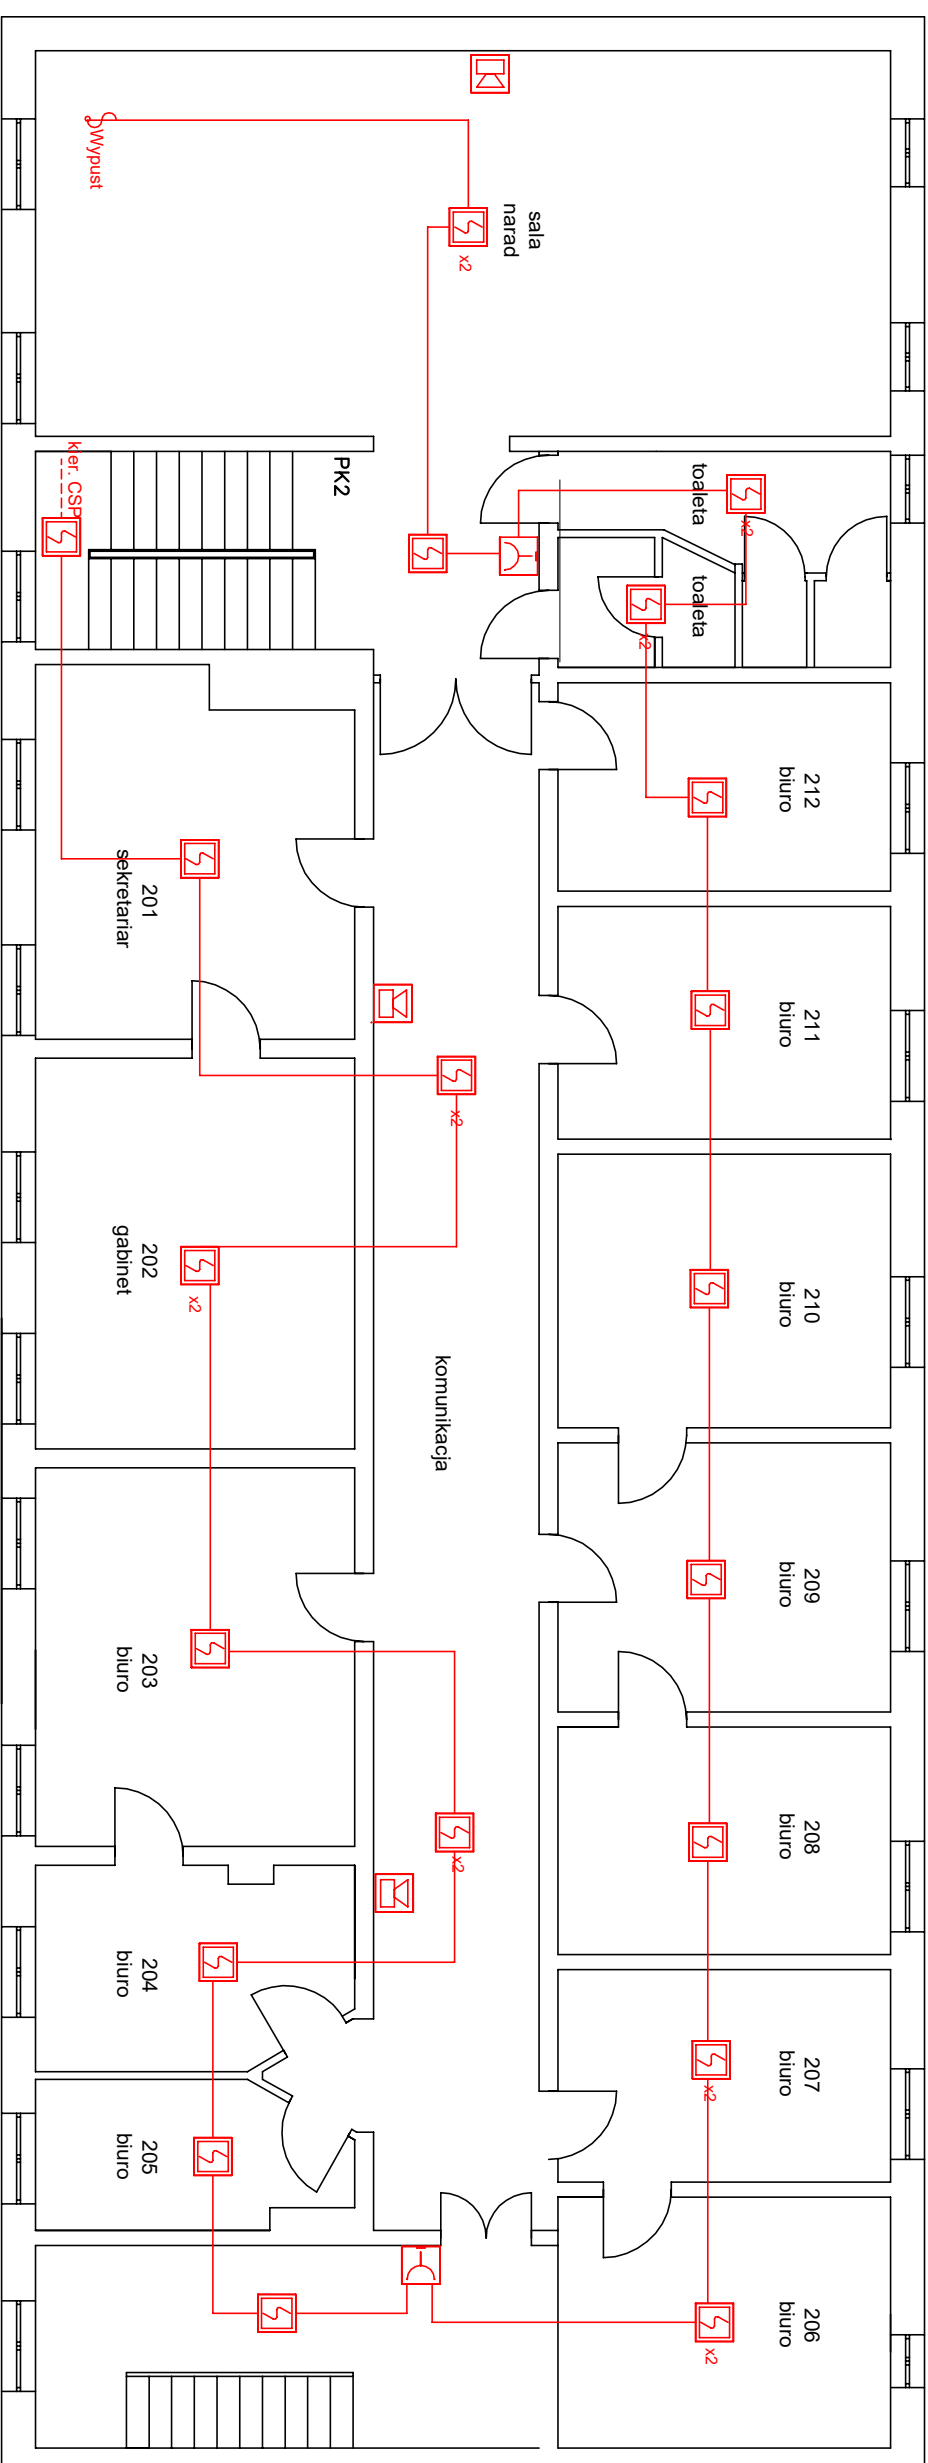 Wypust
sala
narad
x2
kier. CSP
PK2
toaleta
x2
toaleta
x2
212
biuro
201
sekretariar
211
biuro
x2
202
gabinet
x2
210
biuro
komunikacja
209
biuro
203
biuro
208
biuro
x2
204
biuro
207
biuro
x2
205
biuro
206
biuro
x2